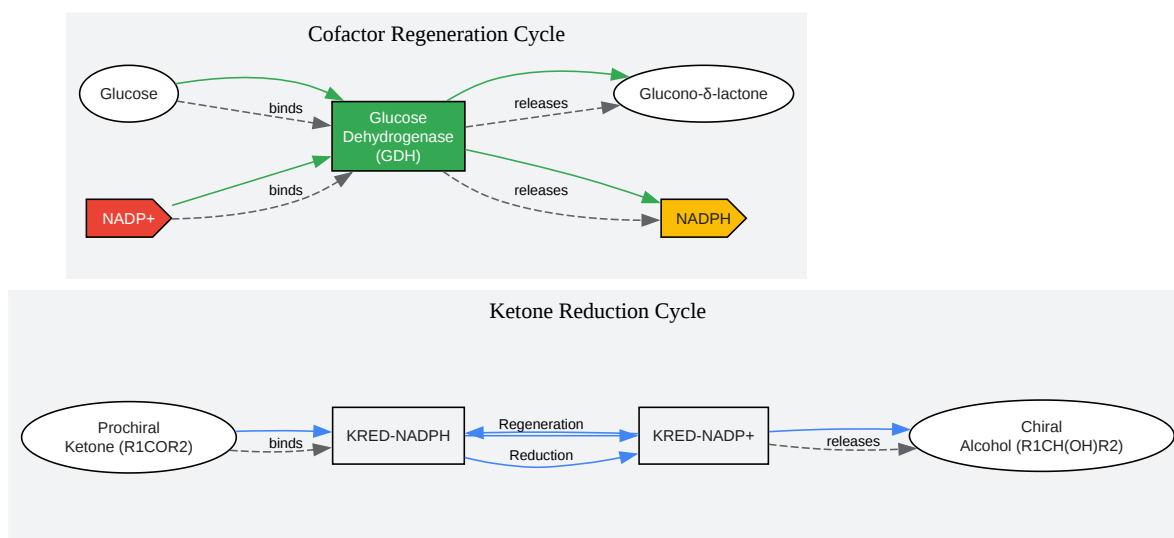 Cofactor Regeneration Cycle
Glucose
binds
Glucose
Dehydrogenase
(GDH)
releases
Glucono-δ-lactone
NADP+
binds
releases
NADPH
Ketone Reduction Cycle
Prochiral
Ketone (R1COR2)
binds
KRED-NADPH
Regeneration
Reduction
KRED-NADP+
releases
Chiral
Alcohol (R1CH(OH)R2)